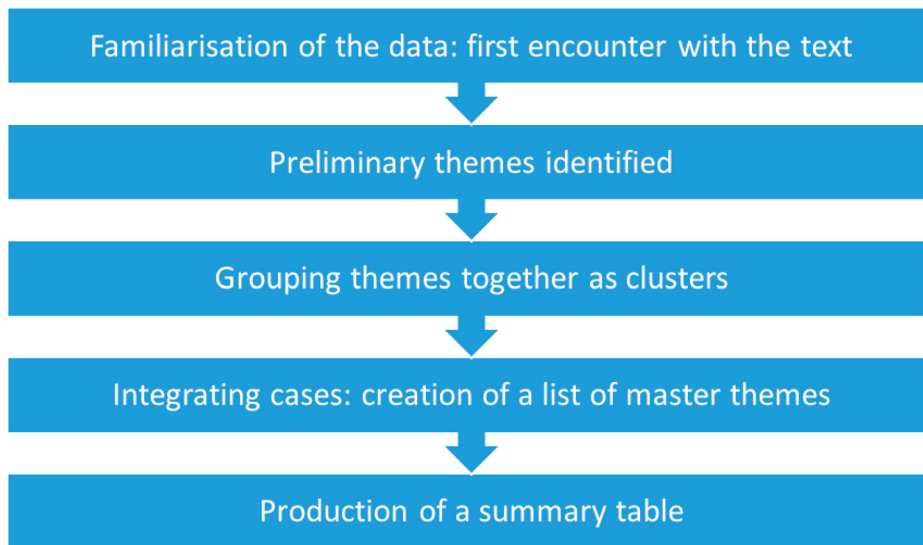 Familiarisation of the data: first encounter with the text
Preliminary themes identified
Grouping themes together as clusters
Integrating cases: creation of a list of master themes
Production of a summary table